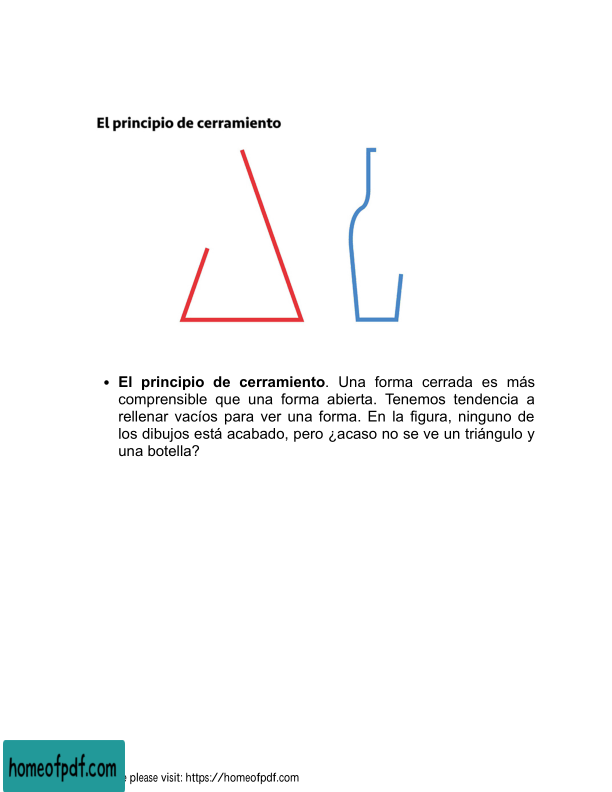 El principio de cerramiento
• El principio de cerramiento. Una forma cerrada es más
comprensible que una forma abierta. Tenemos tendencia a
rellenar vacíos para ver una forma. En la figura, ninguno de
los dibujos está acabado, pero ¿acaso no se ve un triángulo y
una botella?
homeofpdf.com
please visit: https://homeofpdf.com